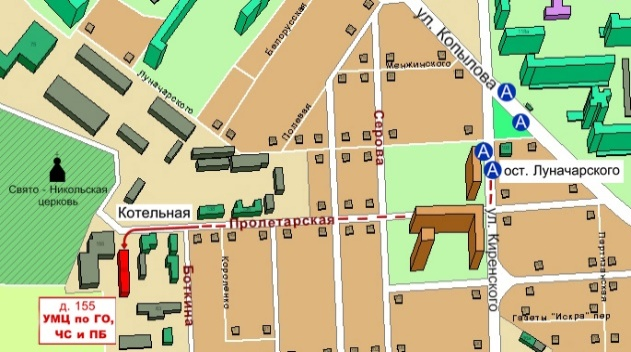 ул. Копылова
Белорусская
Менжинского
Луначарского
Полевая
Серова
А
А
А
А
ост. Луначарского
Свято - Никольская
церковь
Котельная
Пролетарская
ул. Киренского
Боткина
Короленко
Газеты "Искра" пер
д. 155
УМЦ по ГО,
ЧС и ПБ